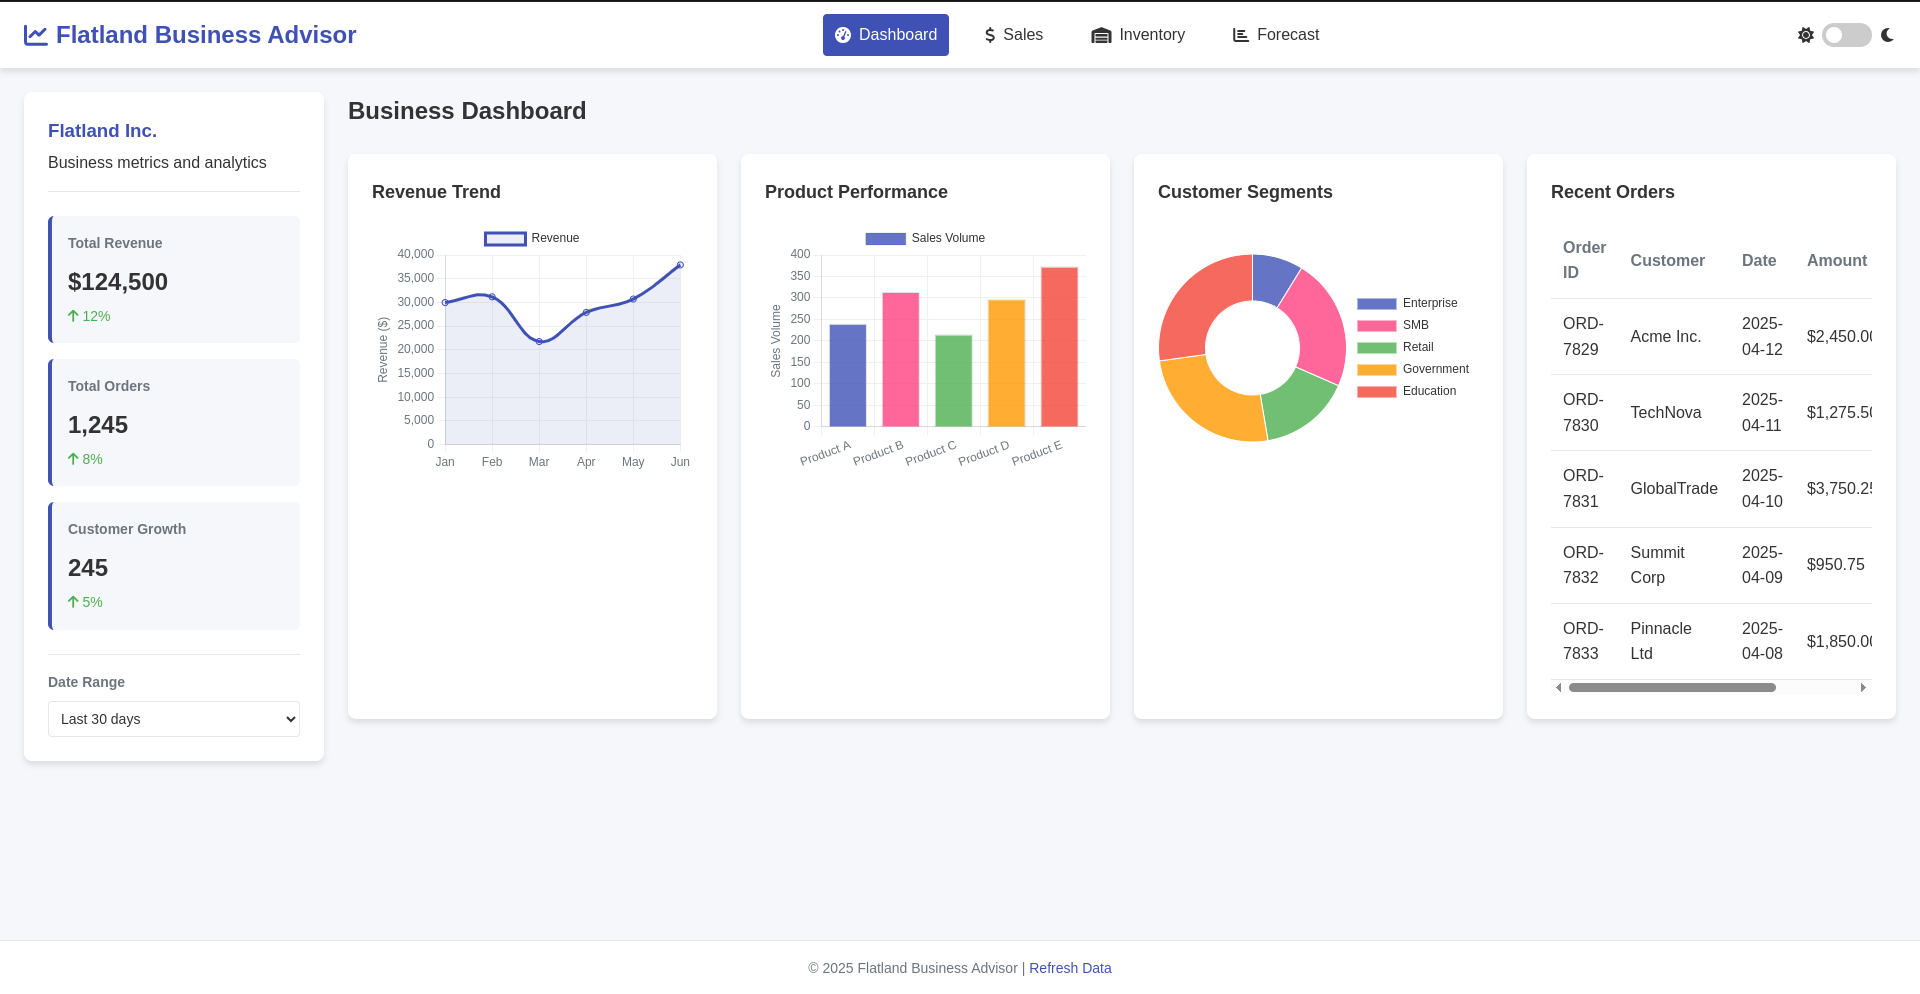 Flatland Business Advisor
Dashboard
Sales
Inventory
Forecast
Flatland Inc.
Business metrics and analytics
Total Revenue
$124,500
12%
Total Orders
1,245
8%
Customer Growth
245
5%
Date Range
Last 30 days
Business Dashboard
Revenue Trend
Revenue
Revenue ($)
40,000
35,000
30,000
25,000
20,000
15,000
10,000
5,000
0
Jan Feb Mar Apr May Jun
Product Performance
Sales Volume
Sales Volume
400
350
300
250
200
150
100
50
0
Product A Product B Product C Product D Product E
Customer Segments
Enterprise
SMB
Retail
Government
Education
Recent Orders
Order
ID
Customer Date Amount
ORD-
7829
Acme Inc.
2025-
04-12
$2,450.00
ORD-
7830
TechNova
2025-
04-11
$1,275.50
ORD-
7831
GlobalTrade
2025-
04-10
$3,750.25
ORD-
7832
Summit
Corp
2025-
04-09
$950.75
ORD-
7833
Pinnacle
Ltd
2025-
04-08
$1,850.00
© 2025 Flatland Business Advisor | Refresh Data